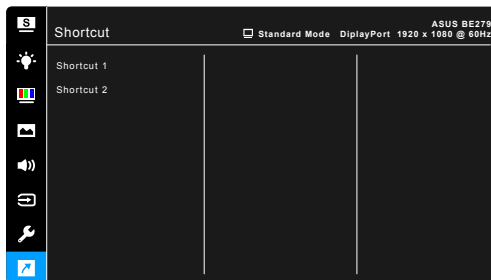 S
ASUS BE279
Shortcut
Standard Mode DiplayPort 1920 x 1080 @ 60Hz
Shortcut 1
Shortcut 2